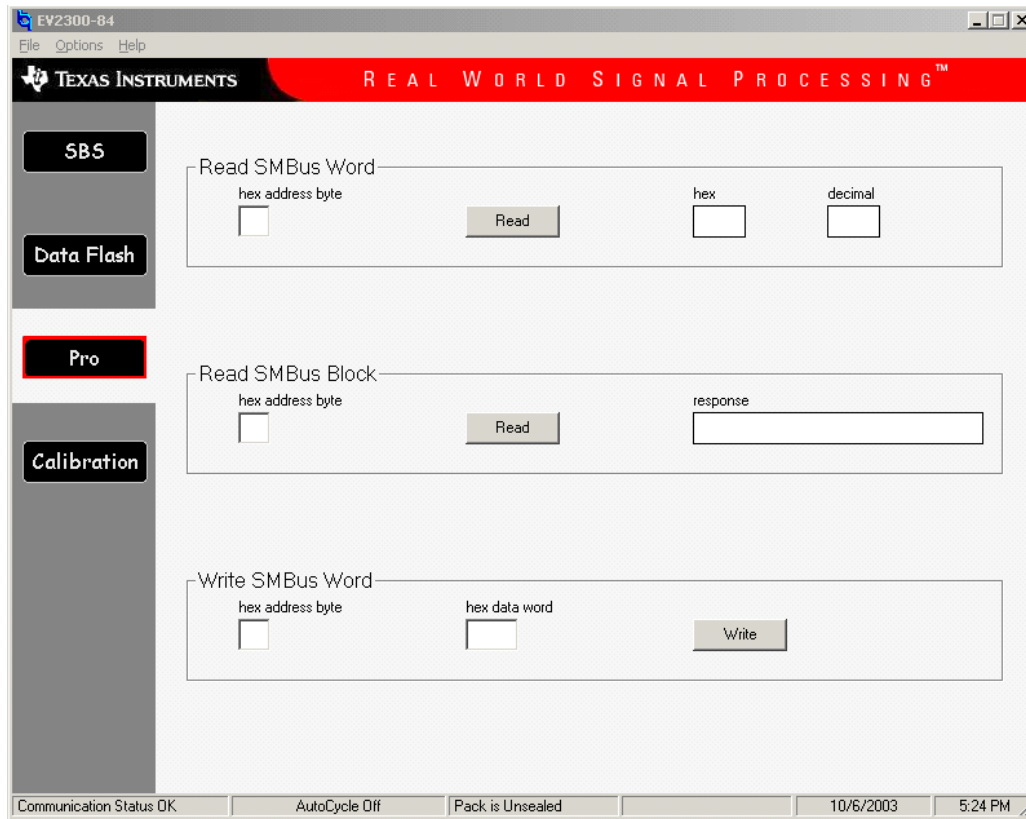 EV2300-84
File Options Help
TEXAS INSTRUMENTS REAL WORLD SIGNAL PROCESSING™
SBS
Data Flash
Pro
Calibration
Read SMBus Word
hex address byte hex decimal
Read
Read SMBus Block
hex address byte response
Read
Write SMBus Word
hex address byte hex data word
Write
Communication Status OK AutoCycle Off Pack is Unsealed 10/6/2003 5:24 PM